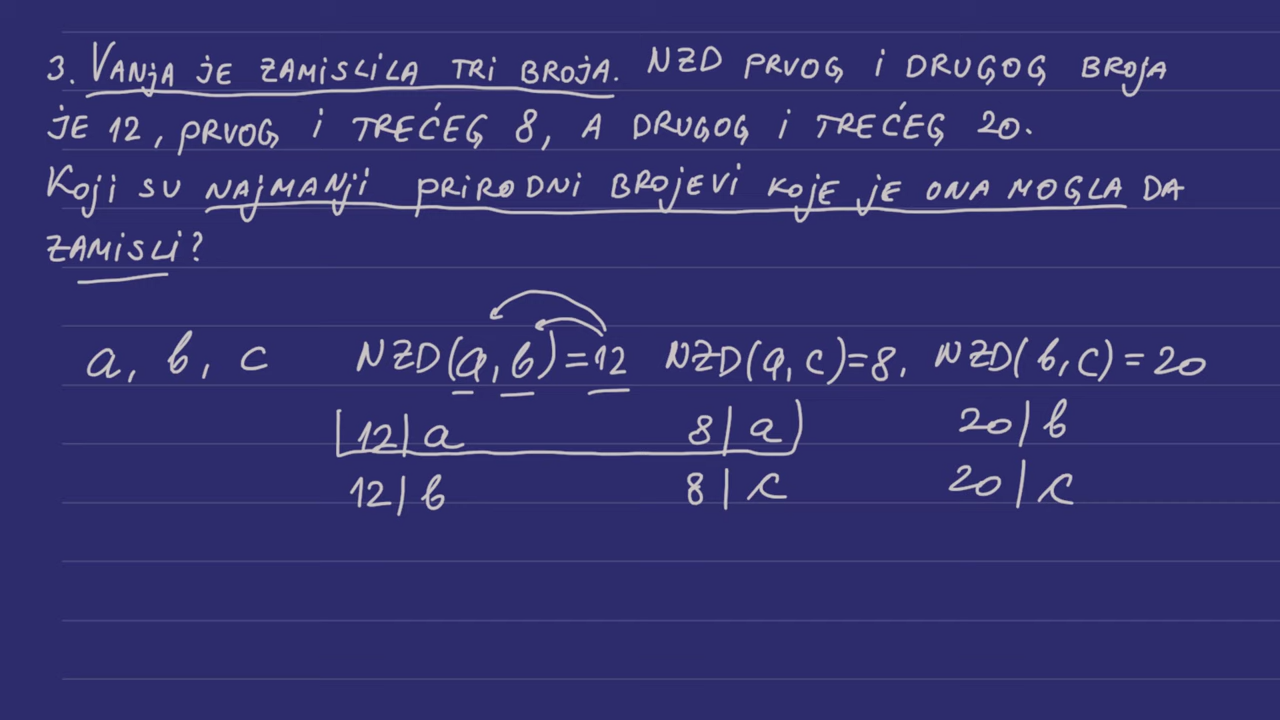 3. VANJA JE ZAMISLILA TRI BROJA. NZD PRVOG I DRUGOG BROJA
JE 12, PRVOG I TREĆEG 8, A DRUGOG I TREĆEG 20.
KOJI SU NAJMANJI PRIRODNI BROJEVI KOJE JE ONA MOGLA DA
ZAMISLI?
a, b, c NZD(a, b)=12 NZD(a, c)=8, NZD(b, c)=20
12|a 8|a 20|b
12|b 8|c 20|c